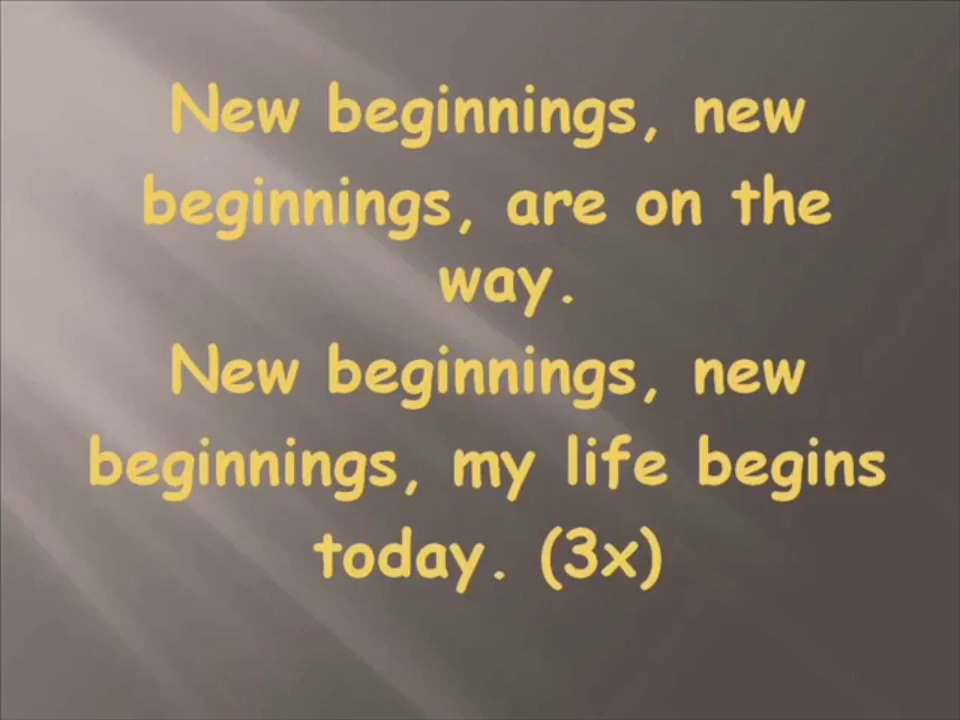 New beginnings, new
beginnings, are on the
way.
New beginnings, new
beginnings, my life begins
today. (3x)